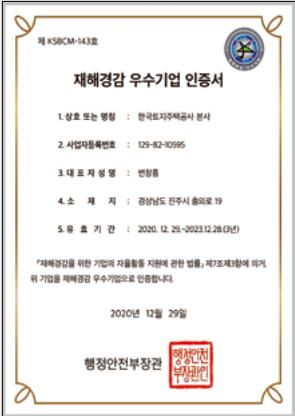 제 KSBCM-143호
재해경감 우수기업 인증서
1. 상호 또는 명칭 : 한국토지주택공사 본사
2. 사업자등록번호 : 129-82-10595
3. 대 표 자 성 명 : 변창흠
4. 소 재 지 : 경상남도 진주시 충의로 19
5. 유 효 기 간 : 2020. 12. 29.~2023.12.28.(3년)
「재해경감을 위한 기업의 자율활동 지원에 관한 법률」 제7조제3항에 의거,
위 기업을 재해경감 우수기업으로 인증합니다.
2020년 12월 29일
행정안전부장관
행정안전
부장관인